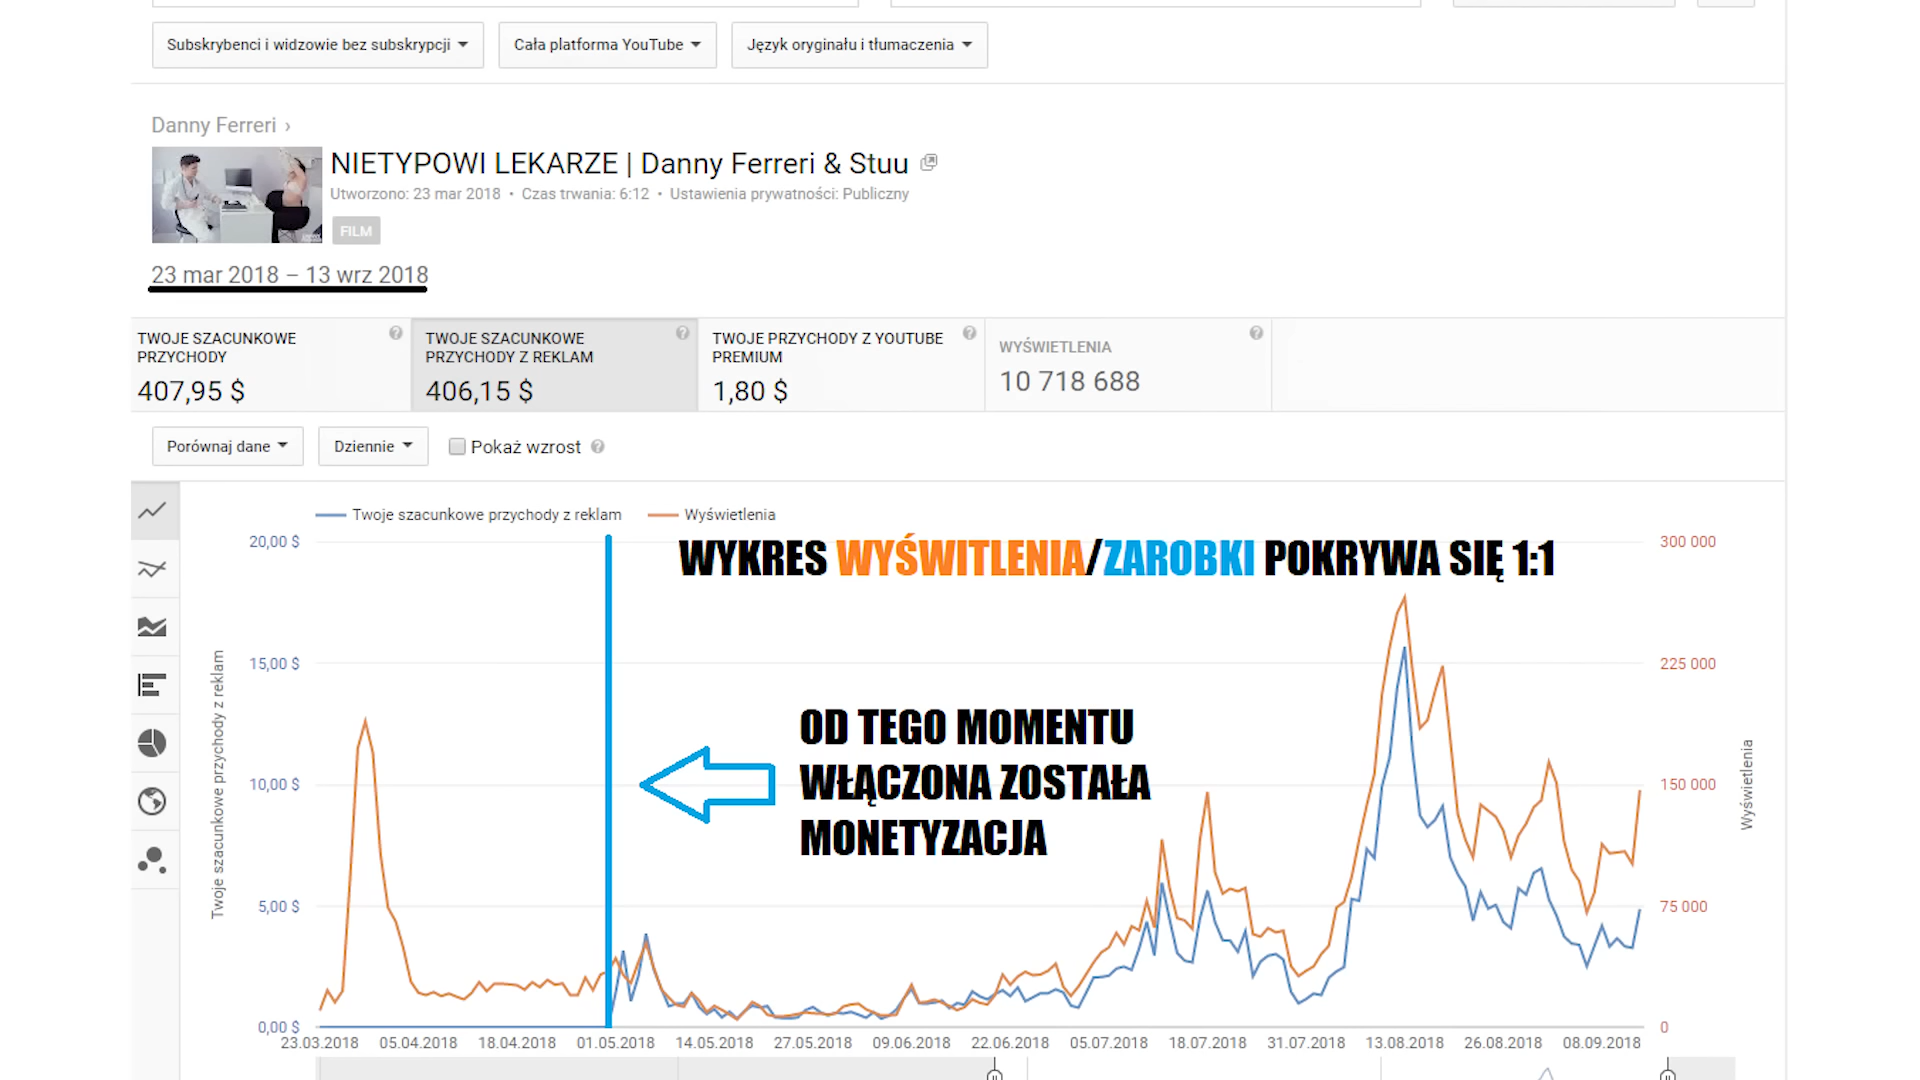 Subskrybenci i widzowie bez subskrypcji
Cała platforma YouTube
Język oryginału i tłumaczenia
Danny Ferreri ›
NIETYPOWI LEKARZE | Danny Ferreri & Stuu
Utworzono: 23 mar 2018 • Czas trwania: 6:12 • Ustawienia prywatności: Publiczny
FILM
23 mar 2018 – 13 wrz 2018
TWOJE SZACUNKOWE
PRZYCHODY
407,95 $
TWOJE SZACUNKOWE
PRZYCHODY Z REKLAM
406,15 $
TWOJE PRZYCHODY Z YOUTUBE
PREMIUM
1,80 $
WYŚWIETLENIA
10 718 688
Porównaj dane
Dziennie
Pokaż wzrost
Twoje szacunkowe przychody z reklam
Wyświetlenia
WYKRES WYŚWITLENIA/ZAROBKI POKRYWA SIĘ 1:1
OD TEGO MOMENTU
WŁĄCZONA ZOSTAŁA
MONETYZACJA
Twoje szacunkowe przychody z reklam
20,00 $
15,00 $
10,00 $
5,00 $
0,00 $
300 000
225 000
150 000
75 000
0
Wyświetlenia
23.03.2018 05.04.2018 18.04.2018 01.05.2018 14.05.2018 27.05.2018 09.06.2018 22.06.2018 05.07.2018 18.07.2018 31.07.2018 13.08.2018 26.08.2018 08.09.2018